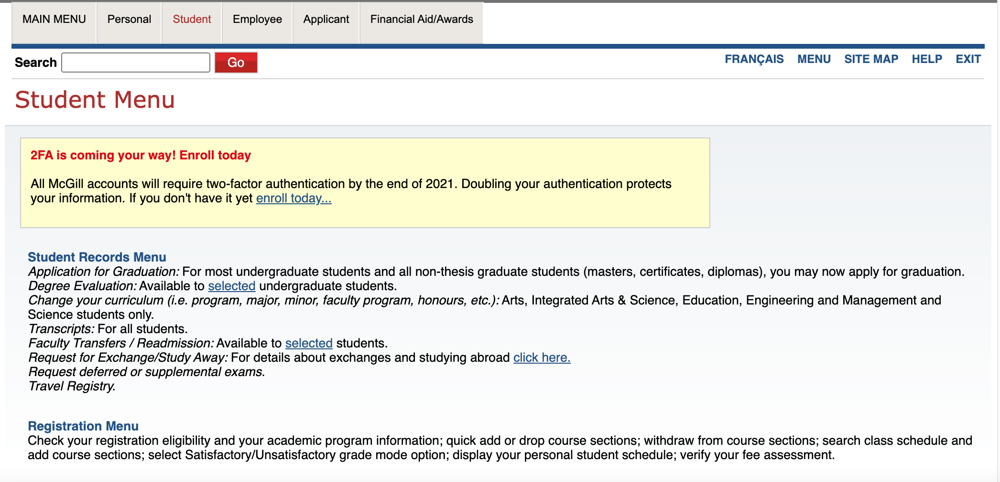 MAIN MENU Personal Student Employee Applicant Financial Aid/Awards
Search Go FRANÇAIS MENU SITE MAP HELP EXIT
Student Menu
2FA is coming your way! Enroll today
All McGill accounts will require two-factor authentication by the end of 2021. Doubling your authentication protects
your information. If you don't have it yet enroll today...
Student Records Menu
Application for Graduation: For most undergraduate students and all non-thesis graduate students (masters, certificates, diplomas), you may now apply for graduation.
Degree Evaluation: Available to selected undergraduate students.
Change your curriculum (i.e. program, major, minor, faculty program, honours, etc.): Arts, Integrated Arts & Science, Education, Engineering and Management and
Science students only.
Transcripts: For all students.
Faculty Transfers / Readmission: Available to selected students.
Request for Exchange/Study Away: For details about exchanges and studying abroad click here.
Request deferred or supplemental exams.
Travel Registry.
Registration Menu
Check your registration eligibility and your academic program information; quick add or drop course sections; withdraw from course sections; search class schedule and
add course sections; select Satisfactory/Unsatisfactory grade mode option; display your personal student schedule; verify your fee assessment.